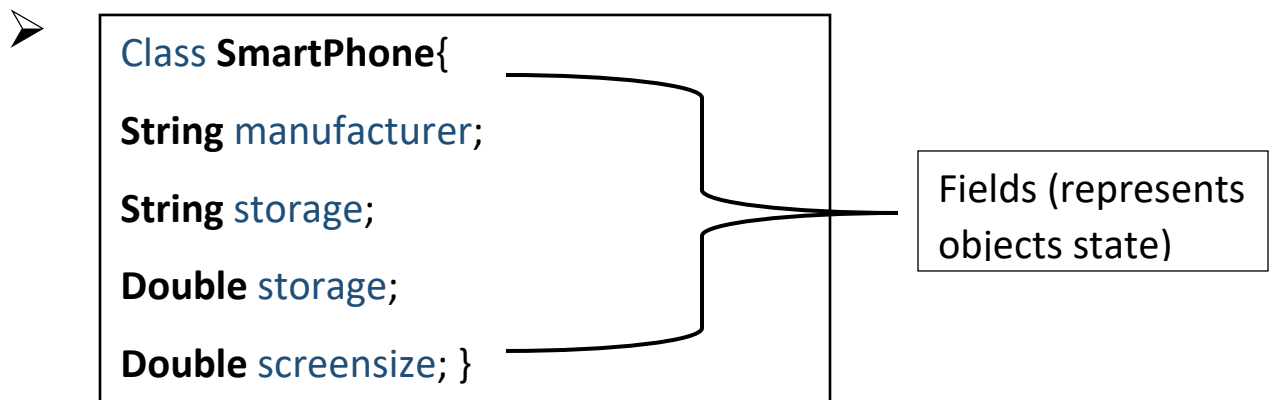 ➢
Class SmartPhone{
String manufacturer;
String storage;
Double storage;
Double screensize; }
Fields (represents
objects state)